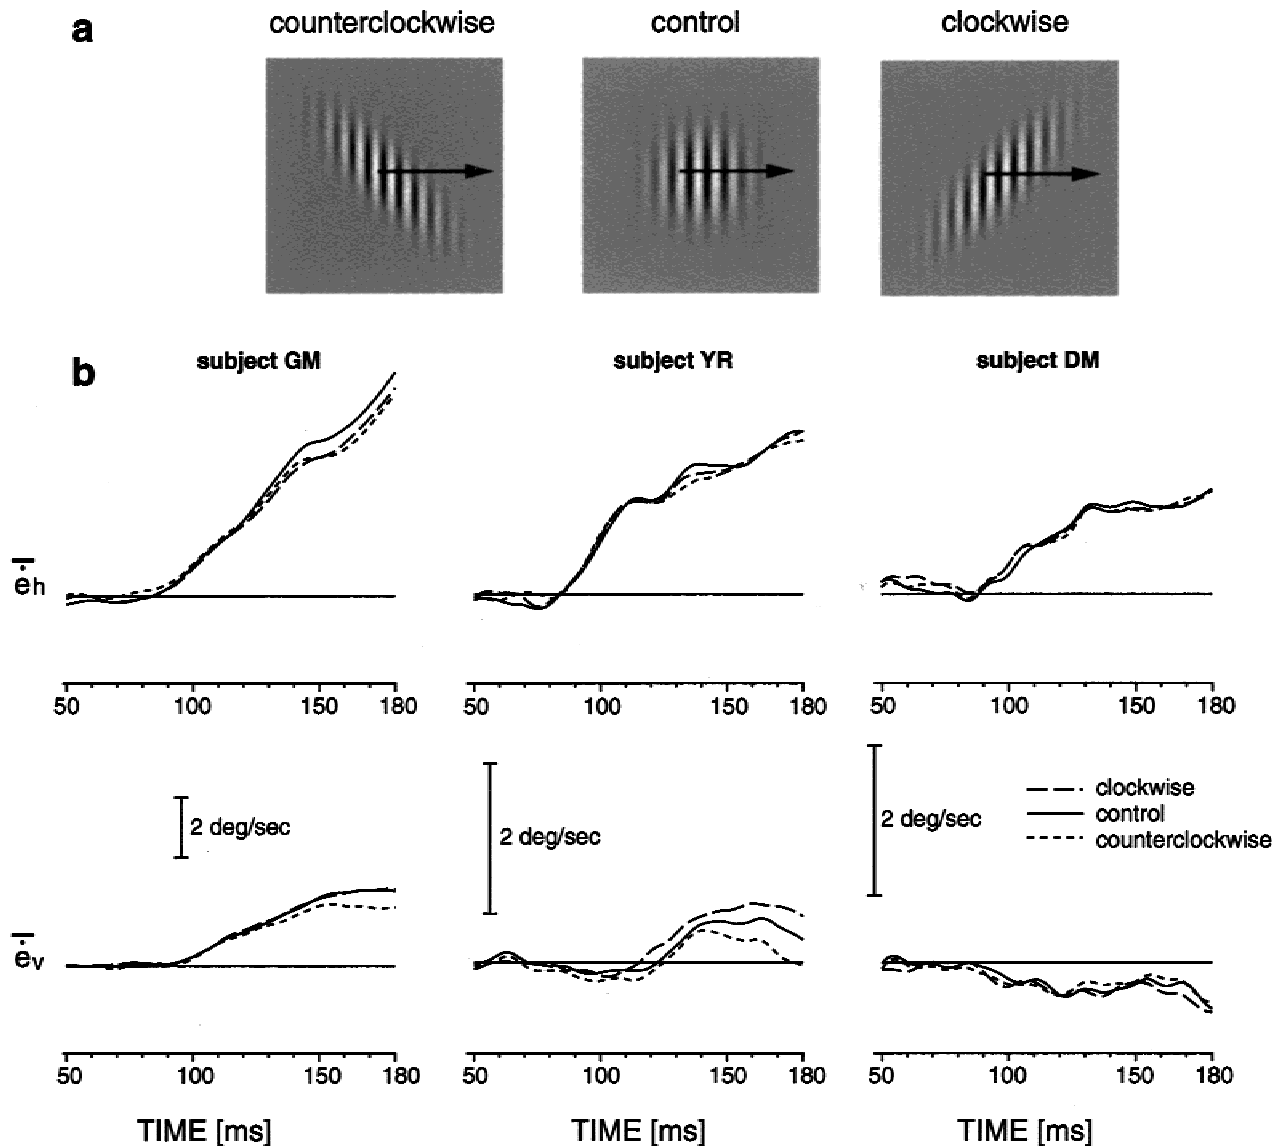 a
counterclockwise control clockwise
b
subject GM subject YR subject DM
ėh
50 100 150 180 50 100 150 180 50 100 150 180
2 deg/sec 2 deg/sec 2 deg/sec
clockwise
control
counterclockwise
ėv
50 100 150 180 50 100 150 180 50 100 150 180
TIME [ms] TIME [ms] TIME [ms]